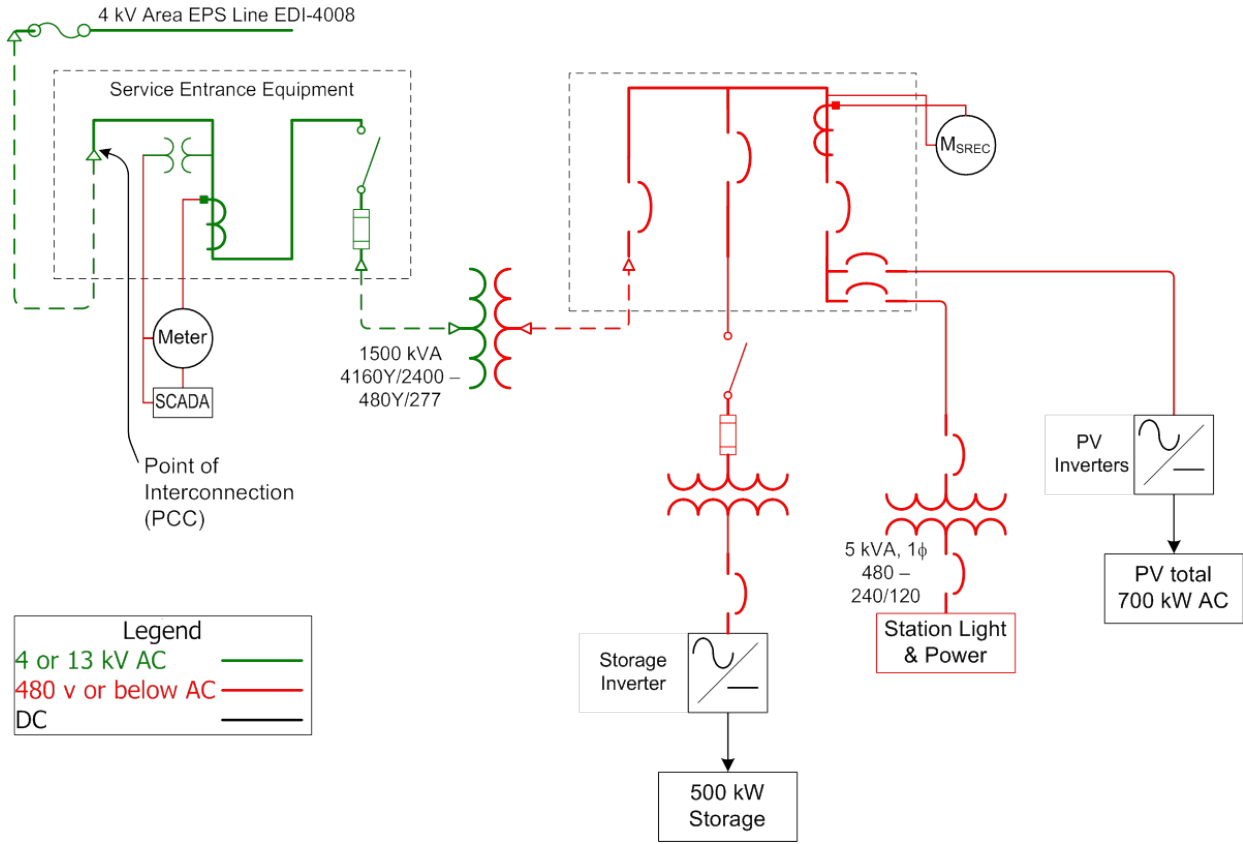 4 kV Area EPS Line EDI-4008
Service Entrance Equipment
MSREC
Meter
SCADA
1500 kVA
4160Y/2400 –
480Y/277
Point of
Interconnection
(PCC)
PV
Inverters
5 kVA, 1ϕ
480 –
240/120
PV total
700 kW AC
Station Light
& Power
Storage
Inverter
500 kW
Storage
Legend
4 or 13 kV AC
480 v or below AC
DC